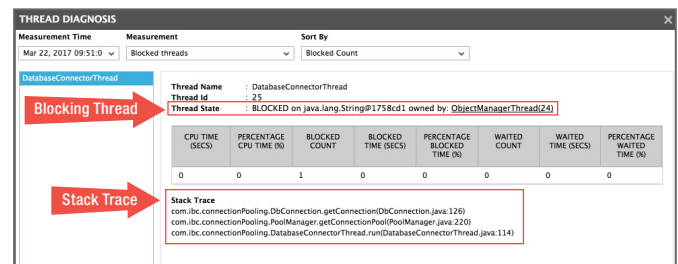 THREAD DIAGNOSIS
Measurement Time Measurement Sort By
Mar 22, 2017 09:51:0 Blocked threads Blocked Count
DatabaseConnectorThread
Thread Name : DatabaseConnectorThread
Thread Id : 25
Thread State : BLOCKED on java.lang.String@1758cd1 owned by: ObjectManagerThread(24)
Blocking Thread
CPU TIME (SECS) PERCENTAGE CPU TIME (%) BLOCKED COUNT BLOCKED TIME (SECS) PERCENTAGE BLOCKED TIME (%) WAITED COUNT WAITED TIME (SECS) PERCENTAGE WAITED TIME (%)
0 0 1 0 0 0 0 0
Stack Trace
Stack Trace
com.ibc.connectionPooling.DbConnection.getConnection(DbConnection.java:126)
com.ibc.connectionPooling.PoolManager.getConnectionPool(PoolManager.java:220)
com.ibc.connectionPooling.DatabaseConnectorThread.run(DatabaseConnectorThread.java:114)